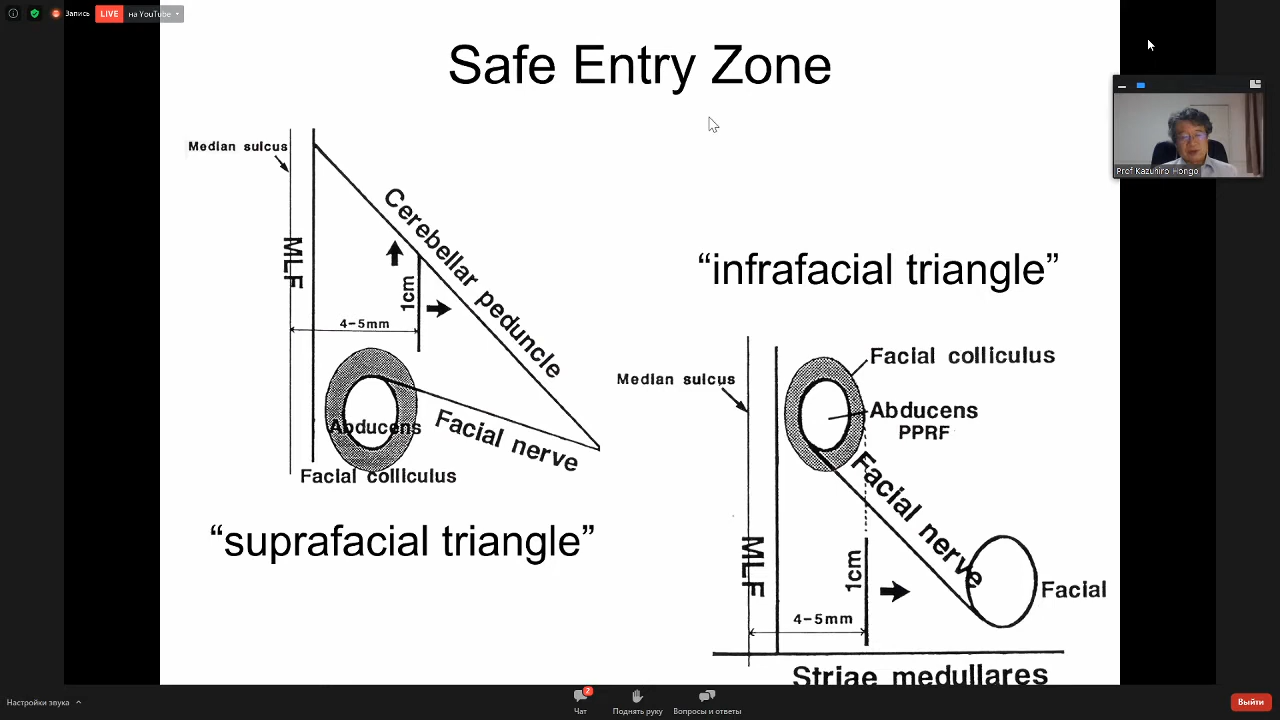 Запись
LIVE
на YouTube
Safe Entry Zone
Prof Kazuhiro Hongo
Median sulcus
MLF
Cerebellar peduncle
1cm
4-5mm
Abducens
Facial nerve
Facial colliculus
“suprafacial triangle”
“infrafacial triangle”
Facial colliculus
Median sulcus
Abducens
PPRF
Facial nerve
MLF
1cm
Facial
4-5mm
Striae medullares
Настройки звука
2
Чат
Поднять руку
Вопросы и ответы
Выйти